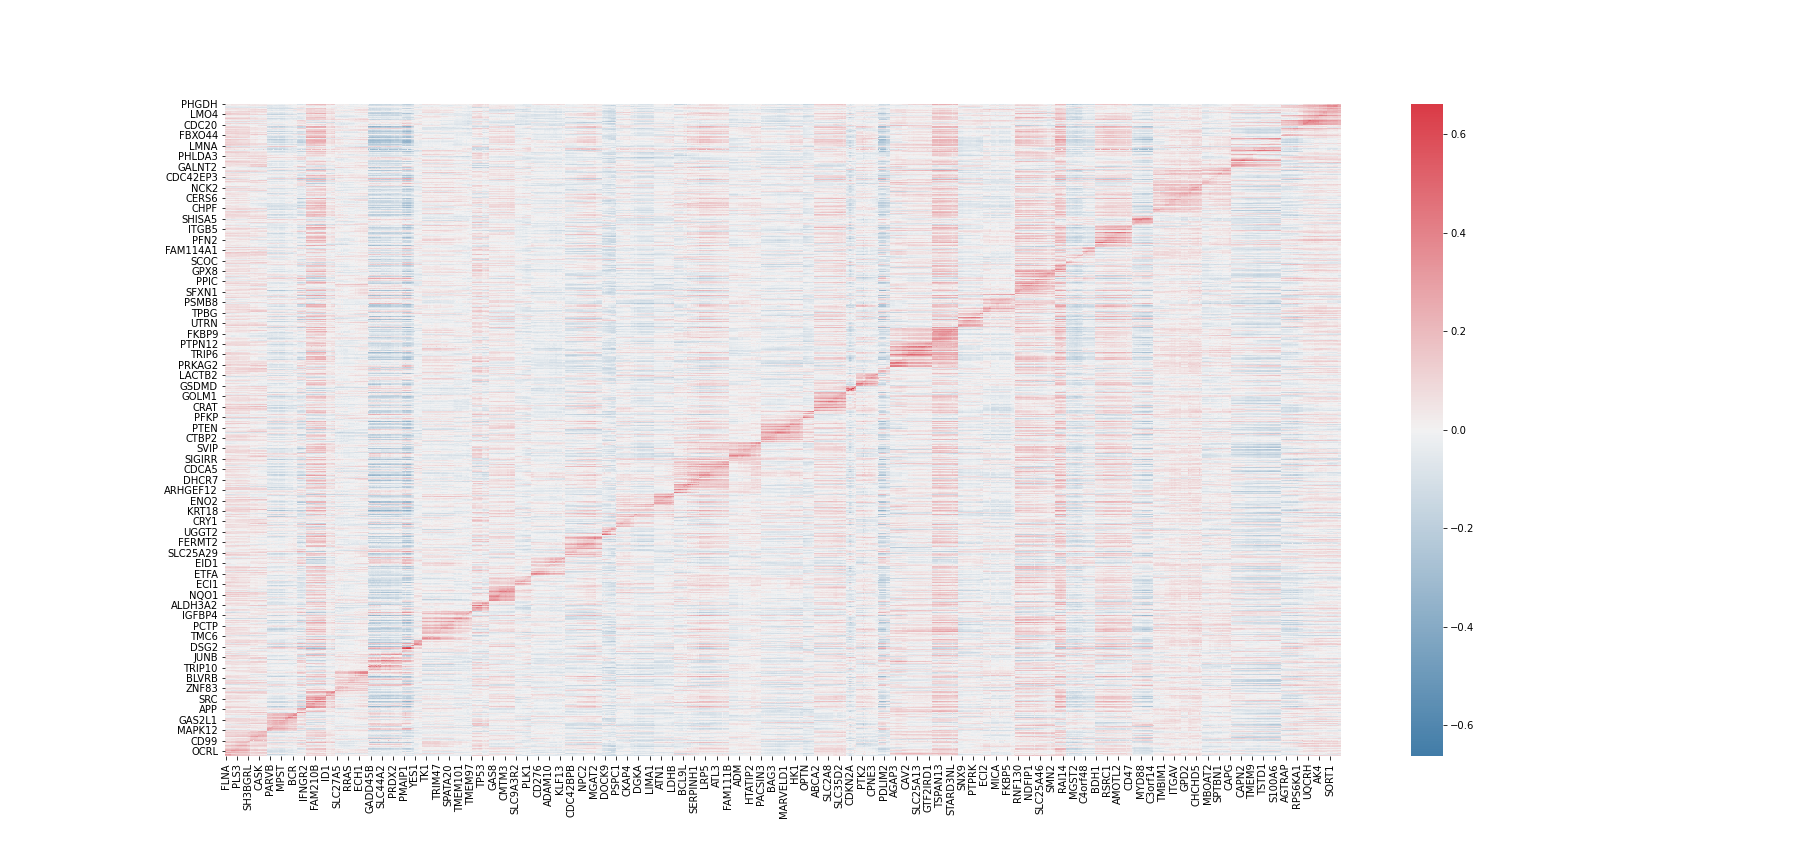 PHGDH
LMO4
CDC20
FBXO44
LMNA
PHLDA3
GALNT2
CDC42EP3
NCK2
CERS6
CHPF
SHISA5
ITGB5
PFN2
FAM114A1
SCOC
GPX8
PPIC
SFXN1
PSMB8
TPBG
UTRN
FKBP9
PTPN12
TRIP6
PRKAG2
LACTB2
GSDMD
GOLM1
CRAT
PFKP
PTEN
CTBP2
SVIP
SIGIRR
CDCA5
DHCR7
ARHGEF12
ENO2
KRT18
CRY1
UGGT2
FERMT2
SLC25A29
EID1
ETFA
ECI1
NQO1
ALDH3A2
IGFBP4
PCTP
TMC6
DSG2
JUNB
TRIP10
BLVRB
ZNF83
SRC
APP
GAS2L1
MAPK12
CD99
OCRL
FLNA
PLS3
SH3BGRL
CASK
PARVB
MPST
BCR
IFNGR2
FAM210B
ID1
SLC27A5
RRAS
ECH1
GADD45B
SLC44A2
PRDX2
PMAIP1
YES1
TK1
TRIM47
SPATA20
TMEM101
TMEM97
TP53
GAS8
CMTM3
SLC9A3R2
PLK1
CD276
ADAM10
KLF13
CDC42BPB
NPC2
MGAT2
DOCK9
PSPC1
CKAP4
DGKA
LIMA1
ATN1
LDHB
BCL9L
SERPINH1
LRP5
ATL3
FAM111B
ADM
HTATIP2
PACSIN3
BAG3
MARVELD1
HK1
OPTN
ABCA2
SLC2A8
SLC35D2
CDKN2A
PTK2
CPNE3
PDLIM2
AGAP3
CAV2
SLC25A13
GTF2IRD1
TSPAN13
STARD3NL
SNX9
PTPRK
ECI2
MICA
FKBP5
RNF130
NDFIP1
SLC25A46
SMN2
RAI14
MGST2
C4orf48
BDH1
RSRC1
AMOTL2
CD47
MYD88
C3orf14
TMBIM1
ITGAV
GPD2
CHCHD5
MBOAT2
SPTBN1
CAPG
CAPN2
TMEM9
TSTD1
S100A6
AGTRAP
RPS6KA1
UQCRH
AK4
SORT1
0.6
0.4
0.2
0.0
−0.2
−0.4
−0.6